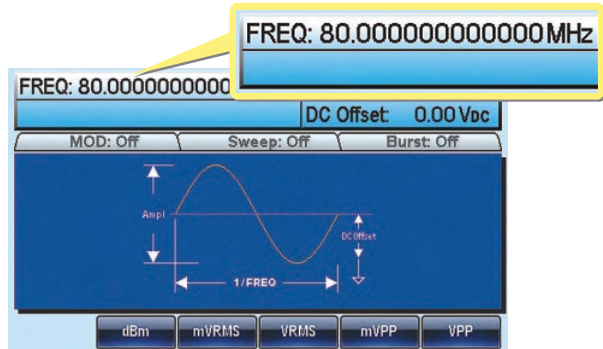 FREQ: 80.000000000000 MHz
FREQ: 80.0000000000
DC Offset: 0.00 VDC
MOD: Off Sweep: Off Burst: Off
Ampl
DC Offset
1/FREQ
dBm mVRMS VRMS mVPP VPP